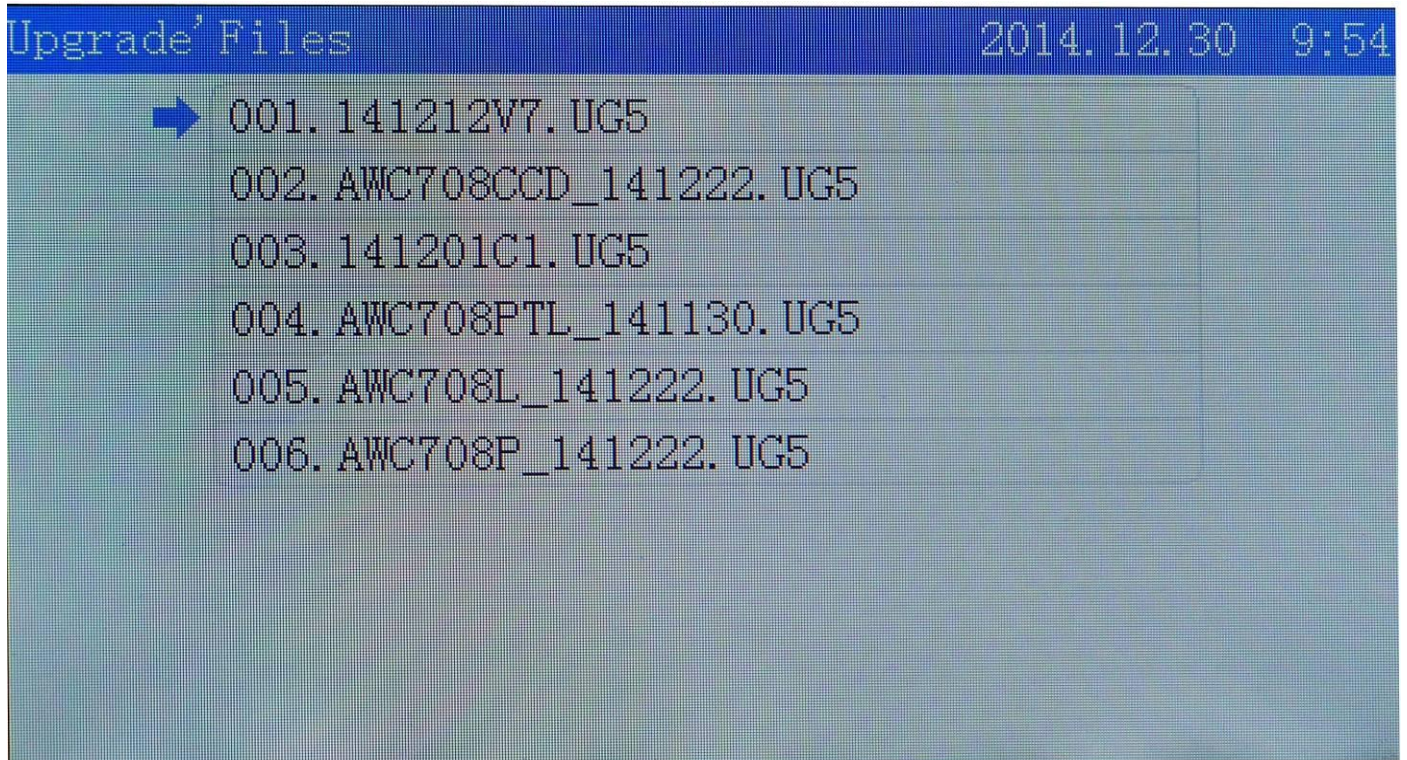 Upgrade'Files 2014.12.30 9:54
001.141212V7.UG5
002.AWC708CCD_141222.UG5
003.141201C1.UG5
004.AWC708PTL_141130.UG5
005.AWC708L_141222.UG5
006.AWC708P_141222.UG5